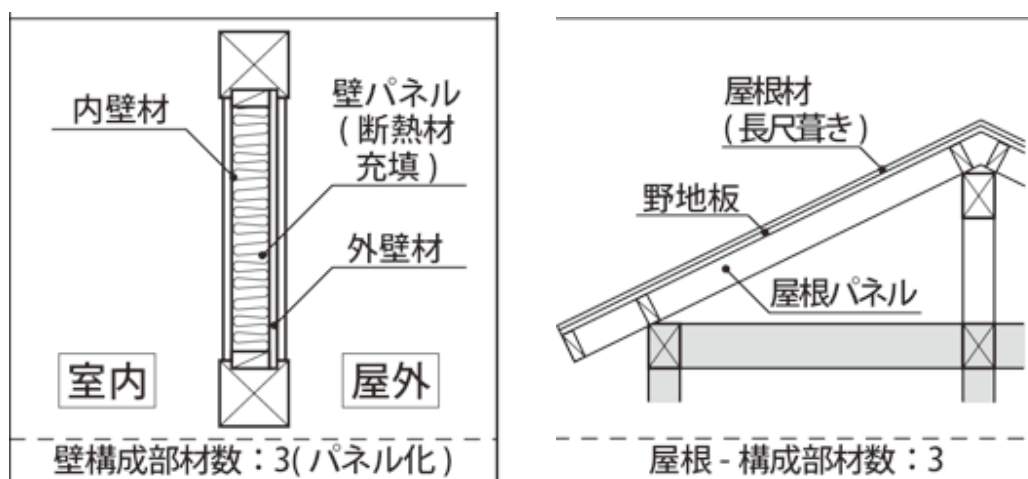 内壁材
壁パネル
(断熱材
充填)
外壁材
室内
屋外
壁構成部材数：3(パネル化)
屋根材
(長尺葺き)
野地板
屋根パネル
屋根 - 構成部材数：3